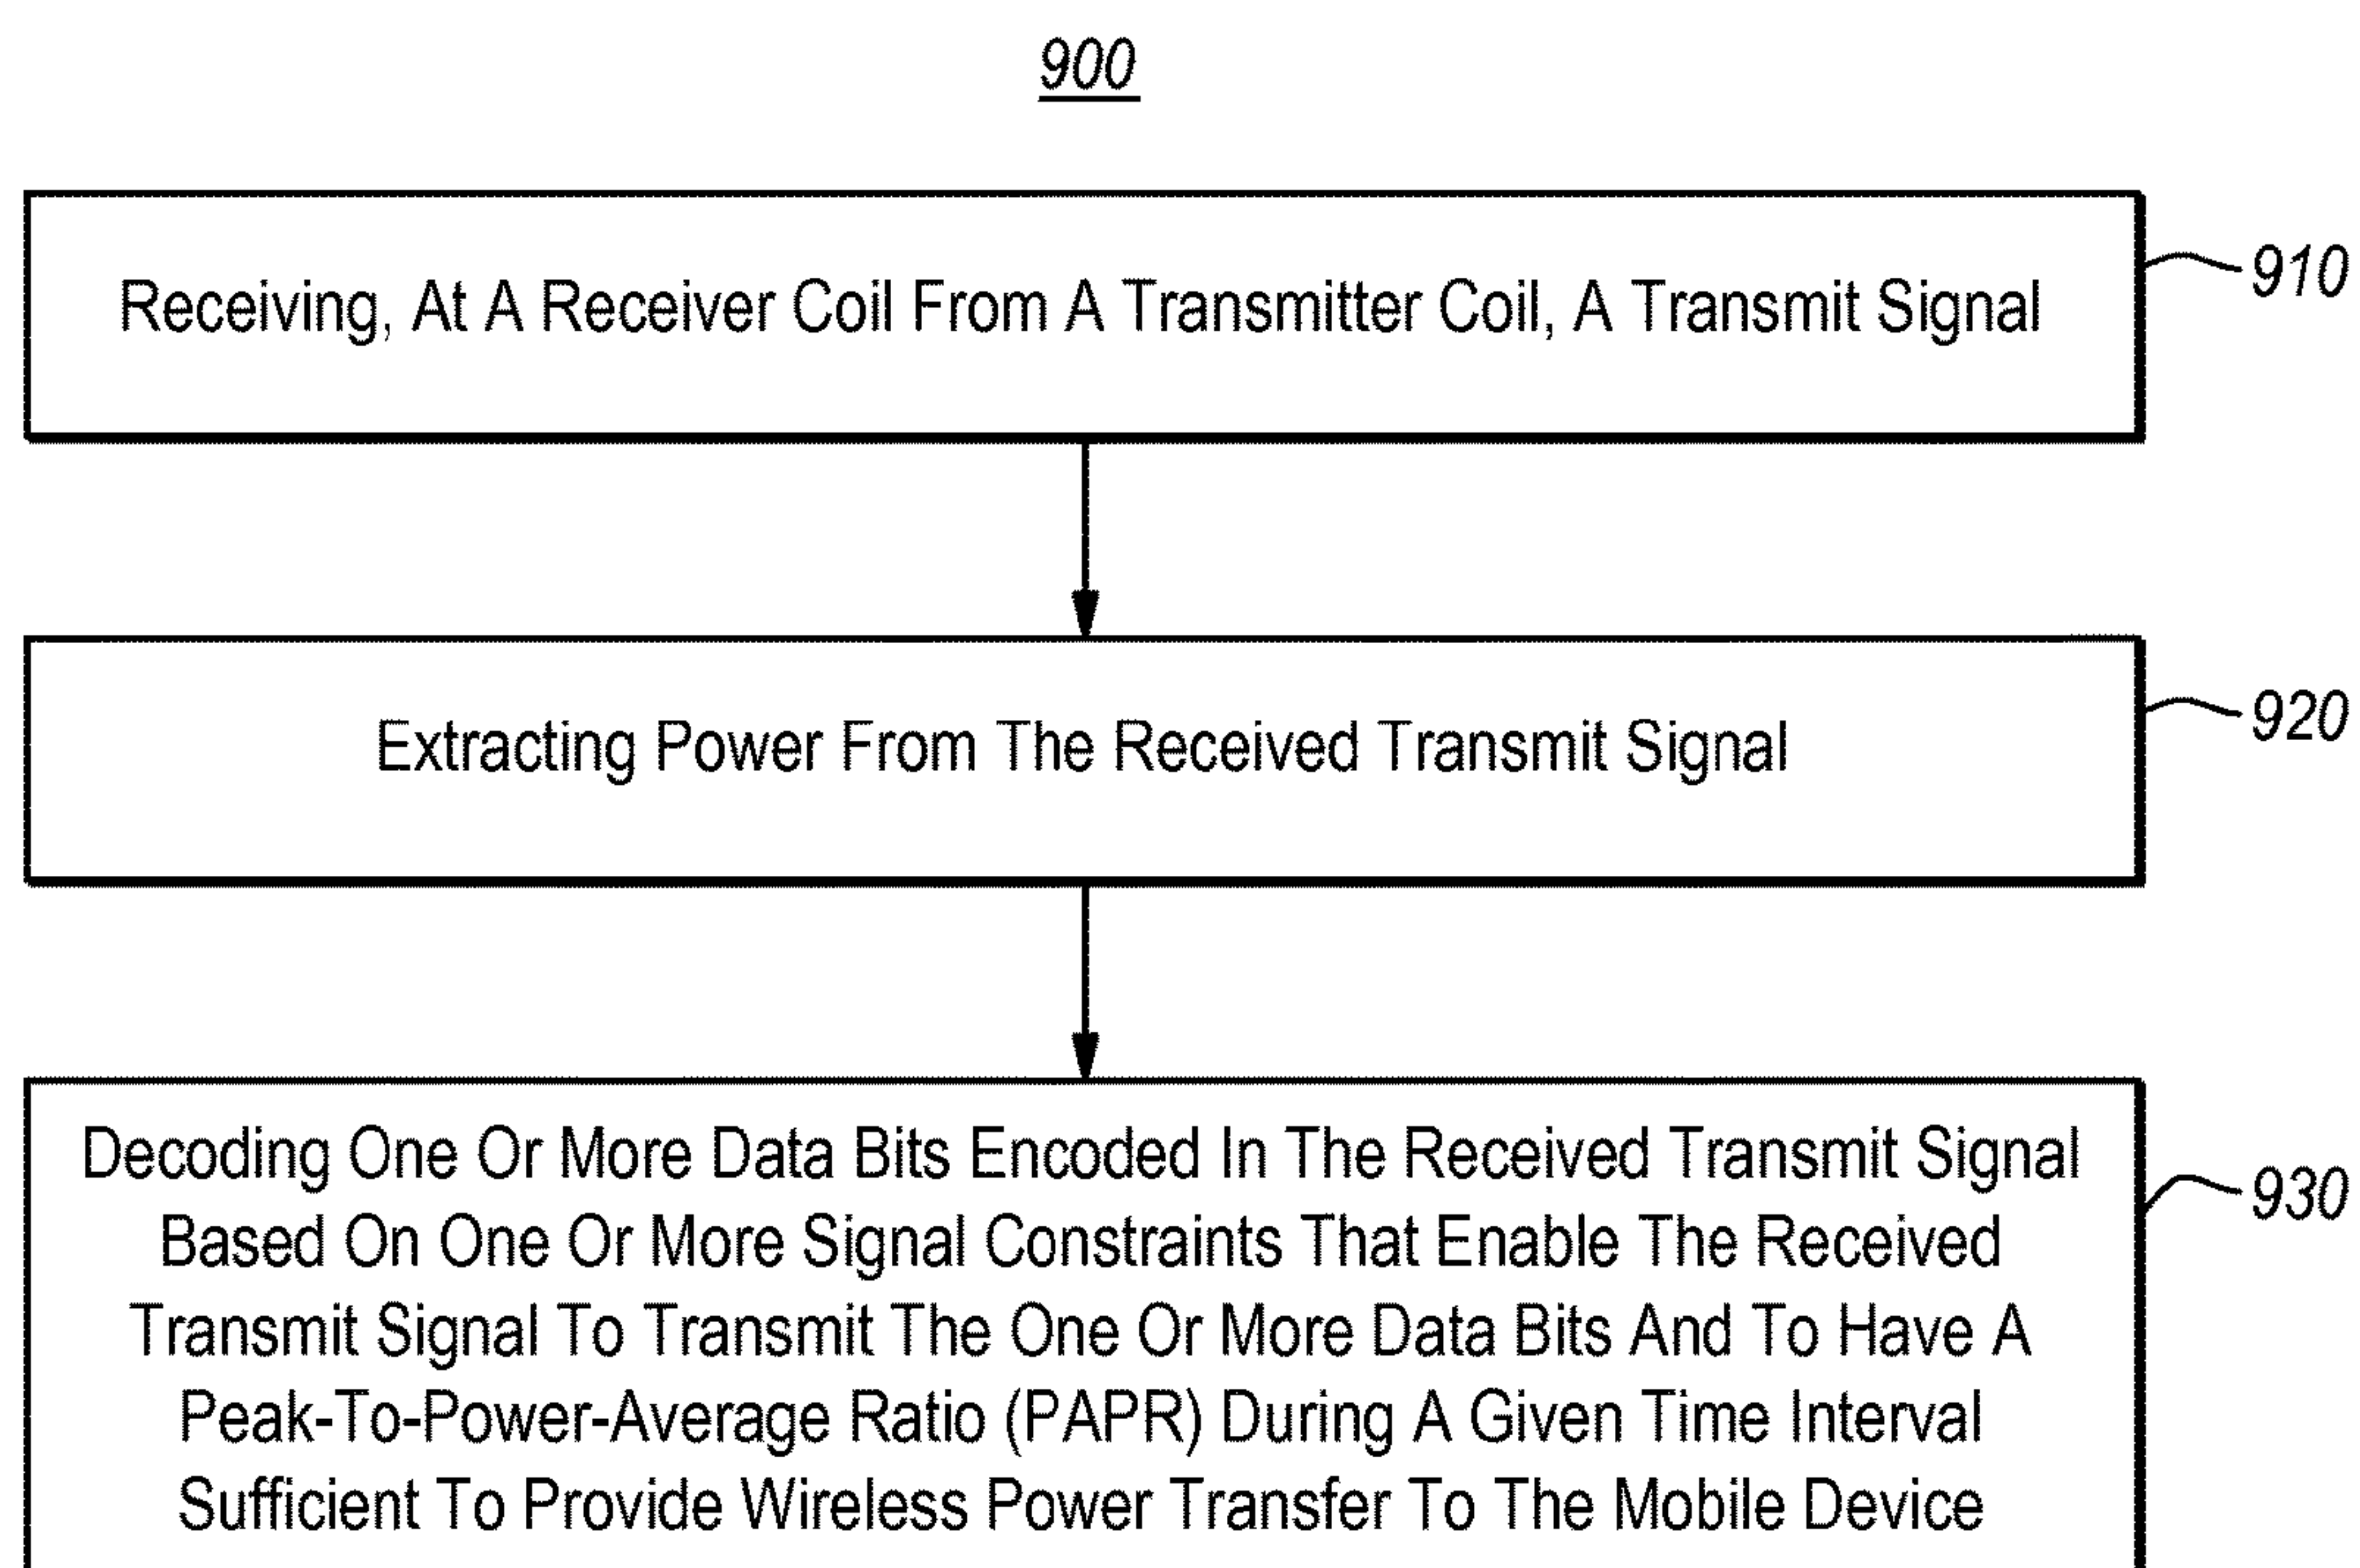 900
Receiving, At A Receiver Coil From A Transmitter Coil, A Transmit Signal
910
Extracting Power From The Received Transmit Signal
920
Decoding One Or More Data Bits Encoded In The Received Transmit Signal
Based On One Or More Signal Constraints That Enable The Received
Transmit Signal To Transmit The One Or More Data Bits And To Have A
Peak-To-Power-Average Ratio (PAPR) During A Given Time Interval
Sufficient To Provide Wireless Power Transfer To The Mobile Device
930